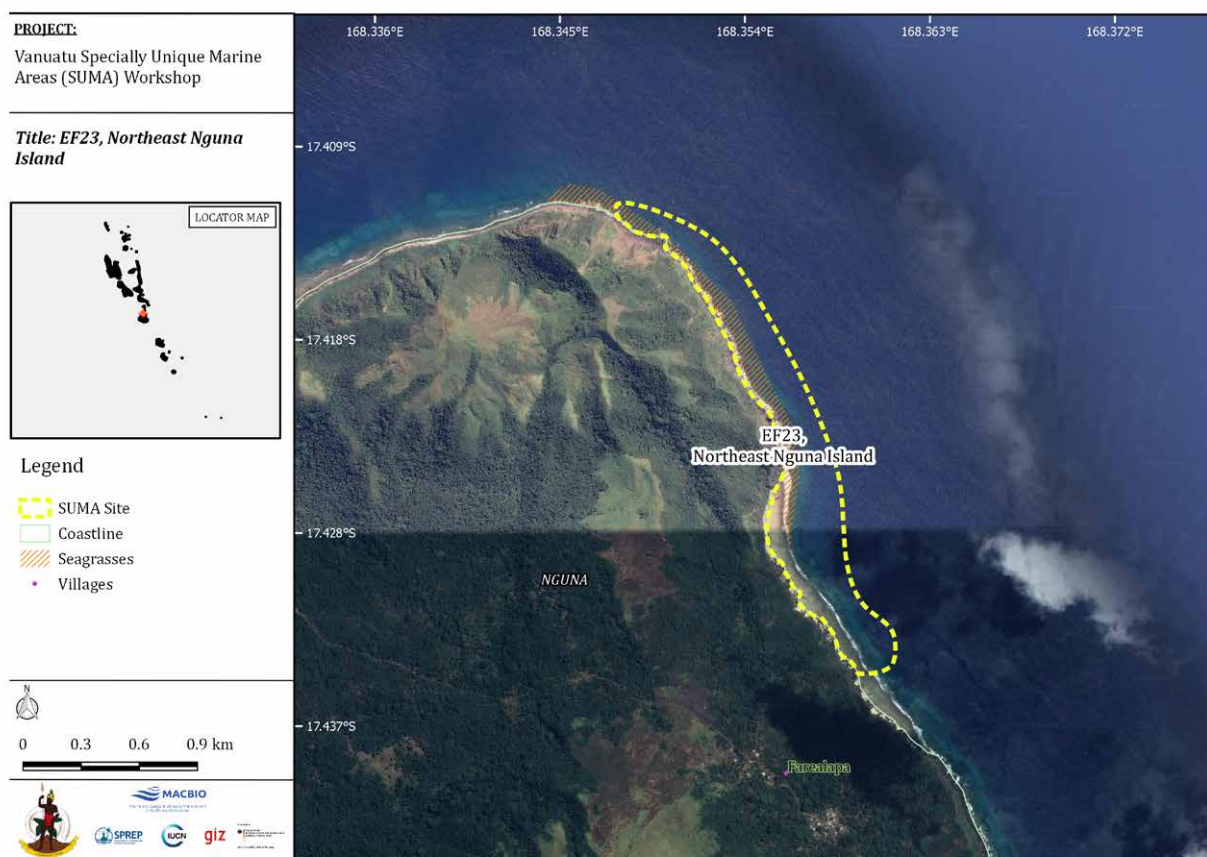 PROJECT:
Vanuatu Specially Unique Marine
Areas (SUMA) Workshop
Title: EF23, Northeast Nguna
Island
LOCATOR MAP
Legend
SUMA Site
Coastline
Seagrasses
Villages
N
0 0.3 0.6 0.9 km
MACBIO
SPREP
IUCN
giz
168.336°E 168.345°E 168.354°E 168.363°E 168.372°E
17.409°S
17.418°S
EF23,
Northeast Nguna Island
17.428°S
NGUNA
17.437°S
Farealapa